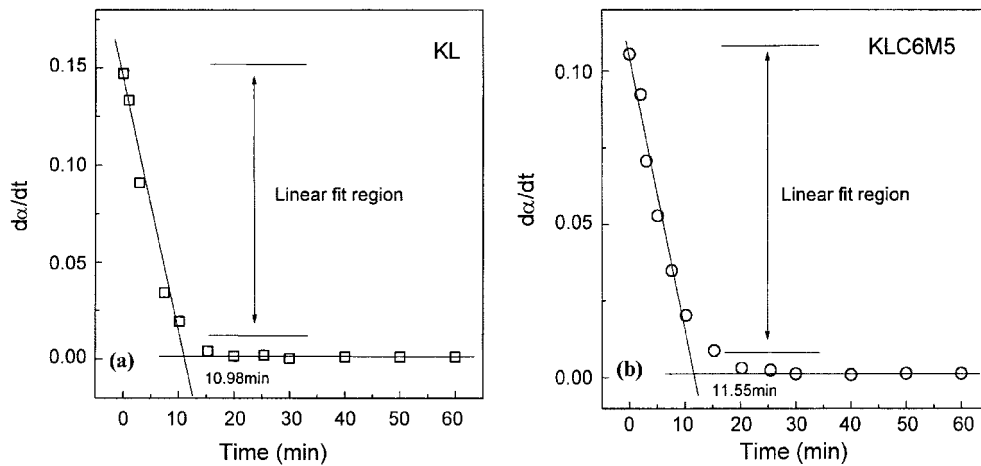 KL
0.15
0.10
0.05
0.00
dα/dt
Linear fit region
(a)
10.98min
0 10 20 30 40 50 60
Time (min)
KLC6M5
0.10
0.05
0.00
dα/dt
Linear fit region
(b)
11.55min
0 10 20 30 40 50 60
Time (min)